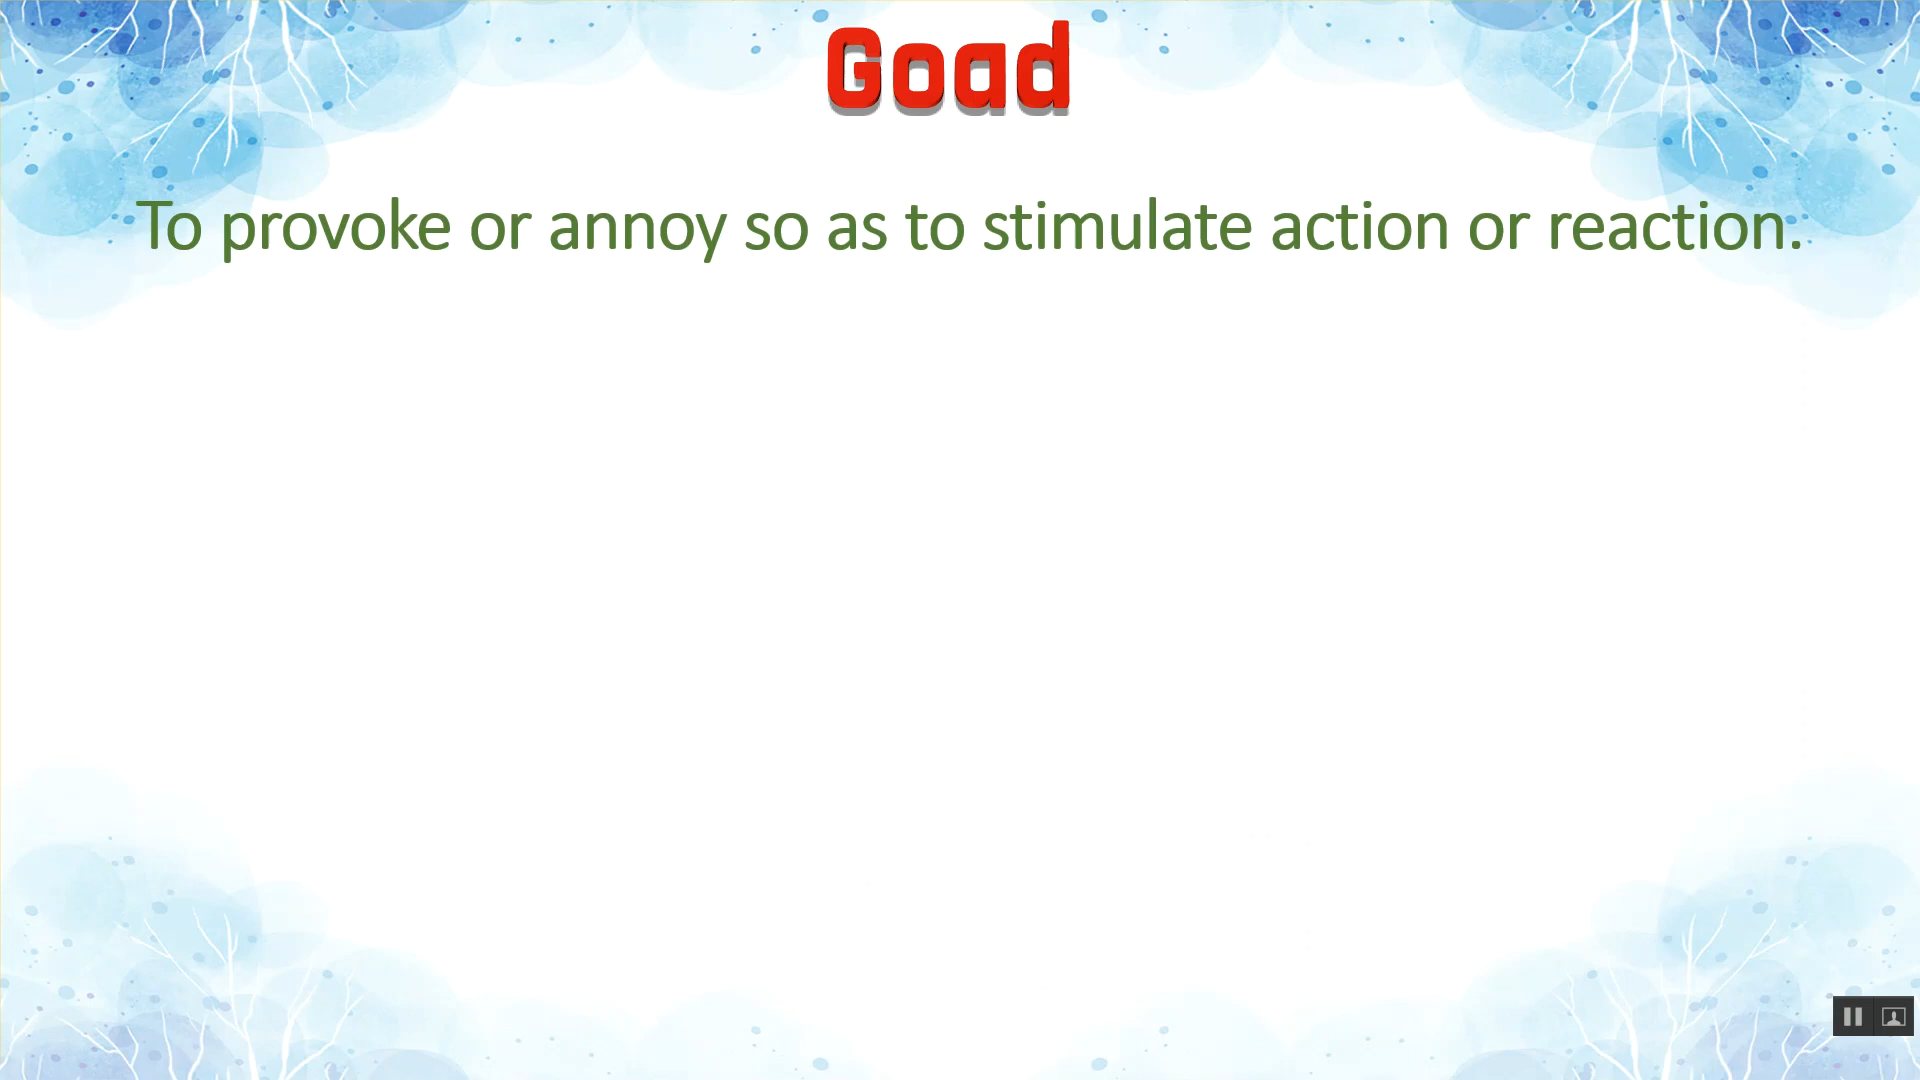 Goad
To provoke or annoy so as to stimulate action or reaction.